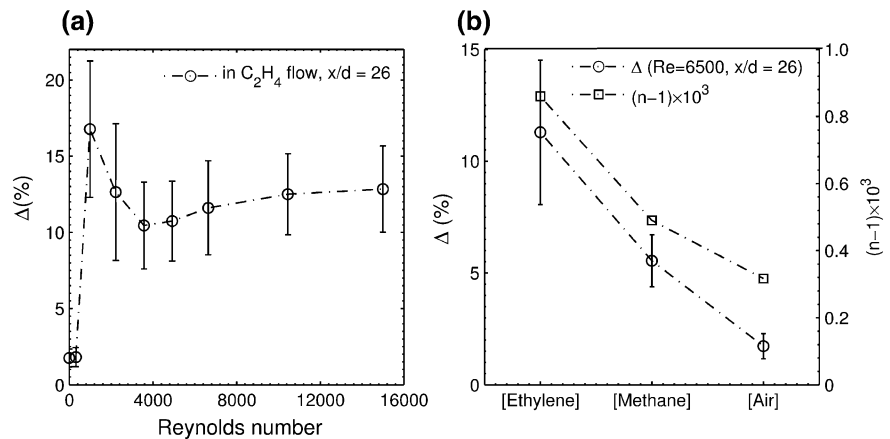 (a)
in C₂H₄ flow, x/d = 26
Δ(%)
20
15
10
5
0
0 4000 8000 12000 16000
Reynolds number
(b)
Δ (Re=6500, x/d = 26)
(n−1)×10³
Δ (%)
15
10
5
0
1.0
0.8
0.6
0.4
0.2
0
(n−1)×10³
[Ethylene] [Methane] [Air]